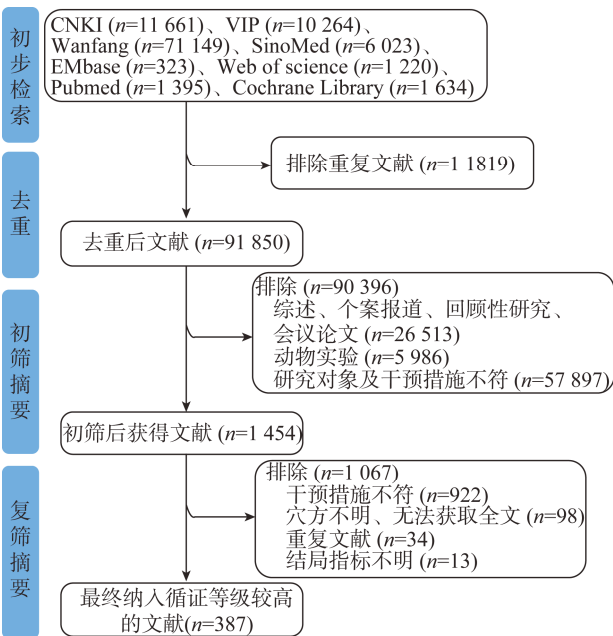 初步检索
CNKI (n=11 661)、VIP (n=10 264)、
Wanfang (n=71 149)、SinoMed (n=6 023)、
EMbase (n=323)、Web of science (n=1 220)、
Pubmed (n=1 395)、Cochrane Library (n=1 634)
去重
排除重复文献 (n=1 1819)
去重后文献 (n=91 850)
初筛摘要
排除 (n=90 396)
综述、个案报道、回顾性研究、
会议论文 (n=26 513)
动物实验 (n=5 986)
研究对象及干预措施不符 (n=57 897)
初筛后获得文献 (n=1 454)
复筛摘要
排除 (n=1 067)
干预措施不符 (n=922)
穴方不明、无法获取全文 (n=98)
重复文献 (n=34)
结局指标不明 (n=13)
最终纳入循证等级较高
的文献(n=387)